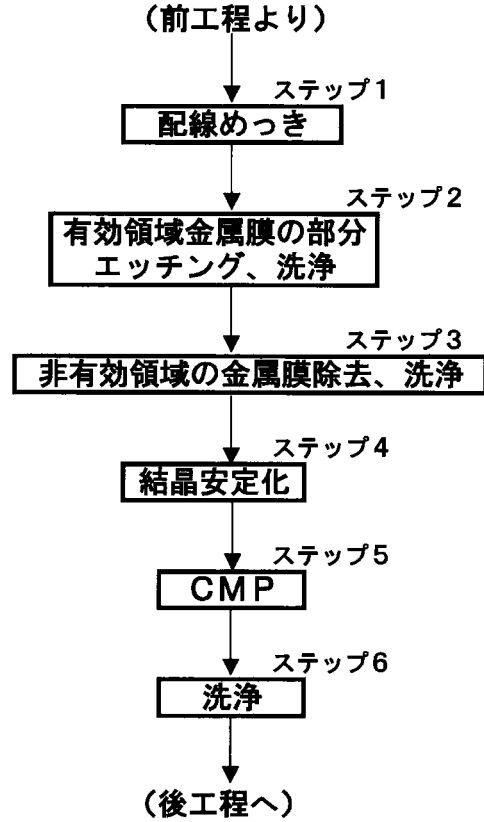 (前工程より)
ステップ1
配線めっき
ステップ2
有効領域金属膜の部分
エッチング、洗浄
ステップ3
非有効領域の金属膜除去、洗浄
ステップ4
結晶安定化
ステップ5
CMP
ステップ6
洗浄
(後工程へ)